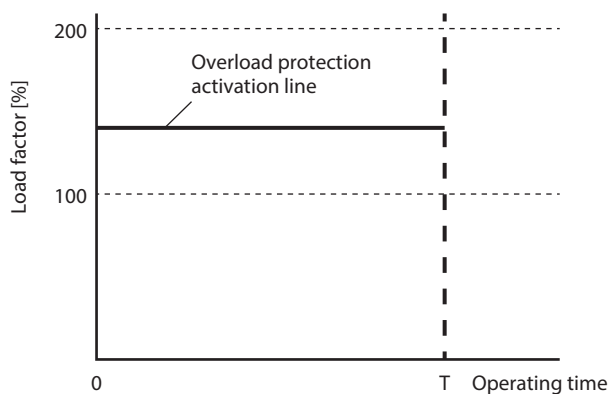 200
Overload protection
activation line
Load factor [%]
100
0
T
Operating time